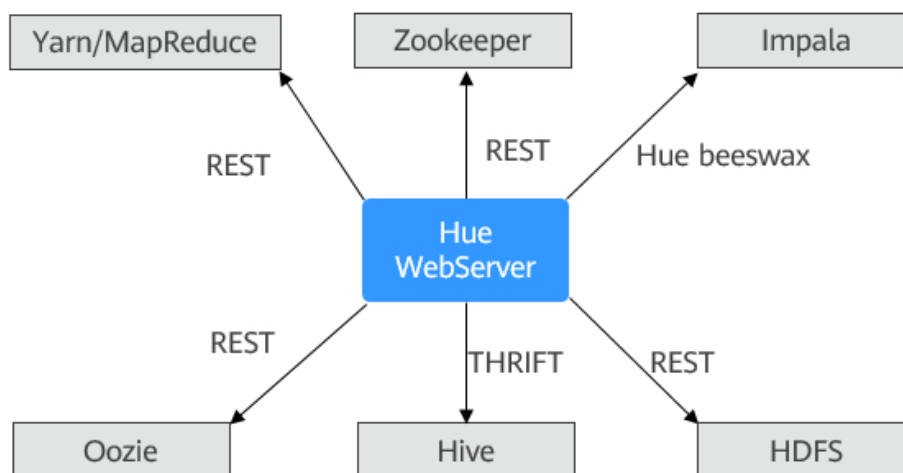 Yarn/MapReduce
Zookeeper
Impala
REST
REST
Hue beeswax
Hue
WebServer
REST
THRIFT
REST
Oozie
Hive
HDFS